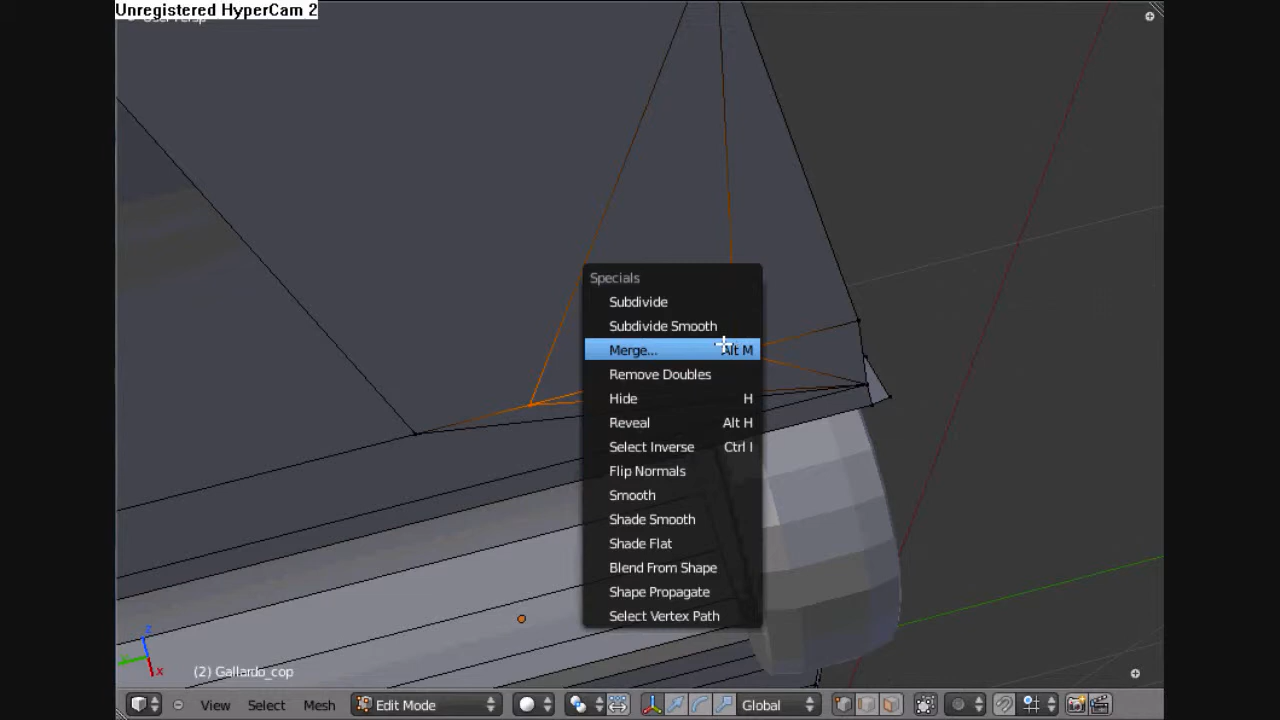 Unregistered HyperCam 2
Specials
Subdivide
Subdivide Smooth
Merge... Alt M
Remove Doubles
Hide H
Reveal Alt H
Select Inverse Ctrl I
Flip Normals
Smooth
Shade Smooth
Shade Flat
Blend From Shape
Shape Propagate
Select Vertex Path
z
x
(2) Gallardo_cop
View Select Mesh Edit Mode Global